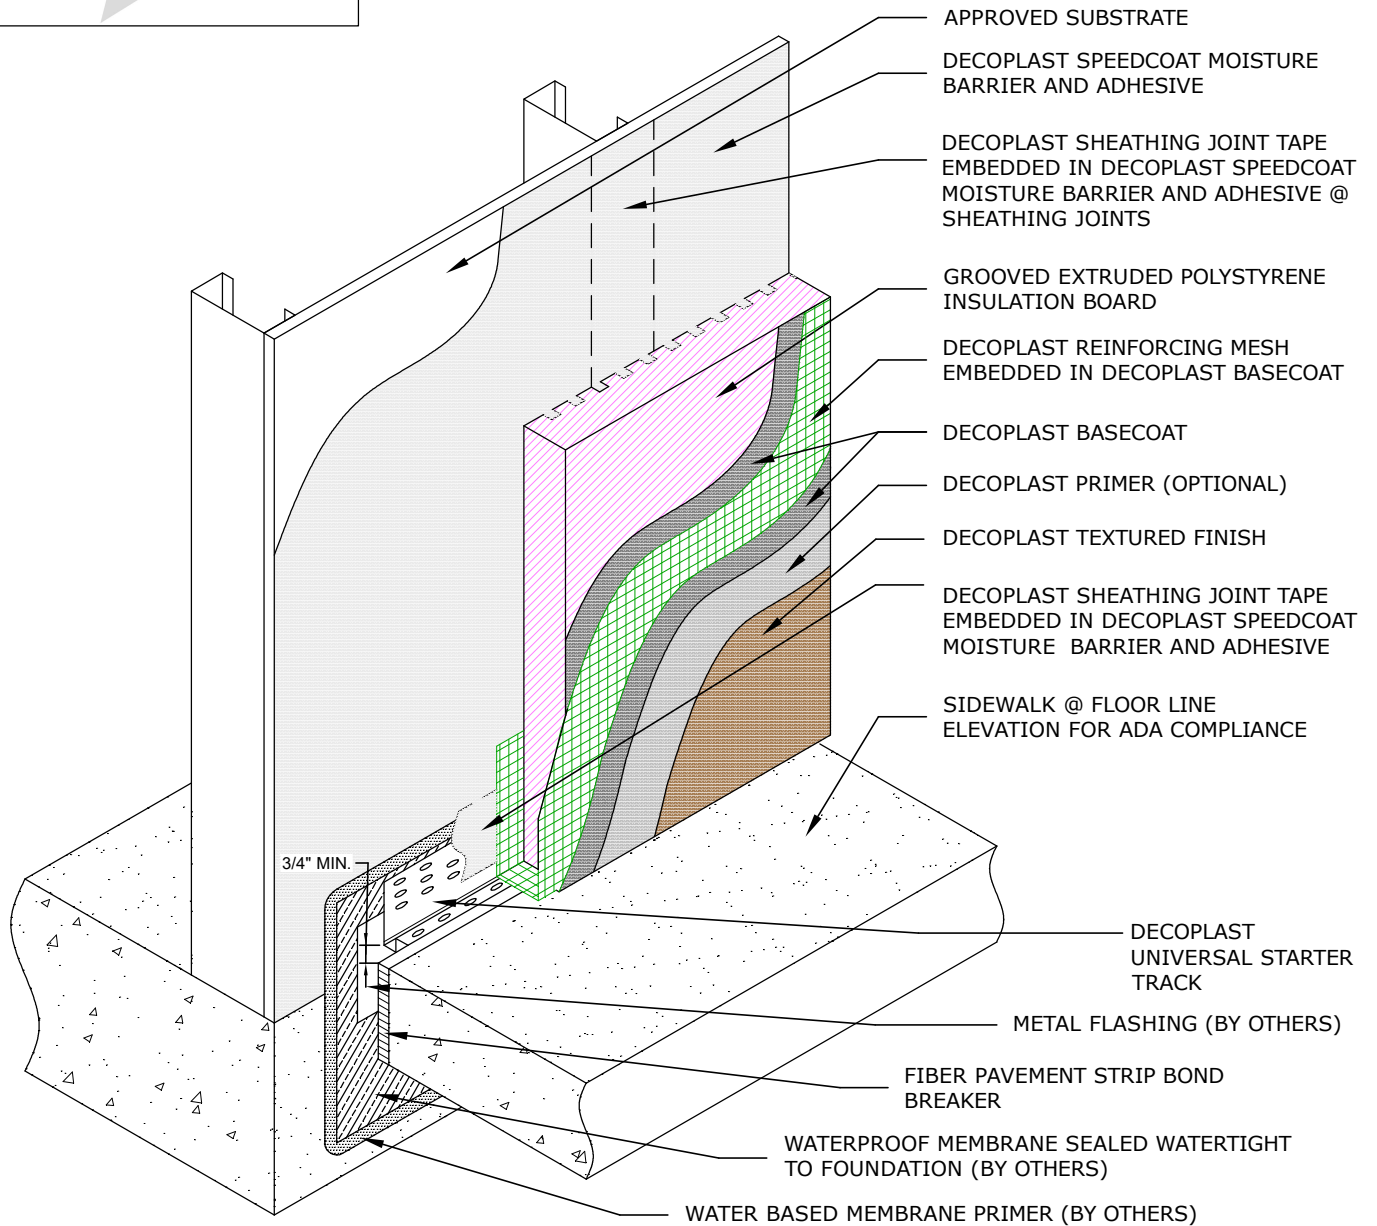 APPROVED SUBSTRATE
DECOPLAST SPEEDCOAT MOISTURE
BARRIER AND ADHESIVE
DECOPLAST SHEATHING JOINT TAPE
EMBEDDED IN DECOPLAST SPEEDCOAT
MOISTURE BARRIER AND ADHESIVE @
SHEATHING JOINTS
GROOVED EXTRUDED POLYSTYRENE
INSULATION BOARD
DECOPLAST REINFORCING MESH
EMBEDDED IN DECOPLAST BASECOAT
DECOPLAST BASECOAT
DECOPLAST PRIMER (OPTIONAL)
DECOPLAST TEXTURED FINISH
DECOPLAST SHEATHING JOINT TAPE
EMBEDDED IN DECOPLAST SPEEDCOAT
MOISTURE  BARRIER AND ADHESIVE
SIDEWALK @ FLOOR LINE
ELEVATION FOR ADA COMPLIANCE
3/4" MIN.
DECOPLAST
UNIVERSAL STARTER
TRACK
METAL FLASHING (BY OTHERS)
FIBER PAVEMENT STRIP BOND
BREAKER
WATERPROOF MEMBRANE SEALED WATERTIGHT
TO FOUNDATION (BY OTHERS)
WATER BASED MEMBRANE PRIMER (BY OTHERS)